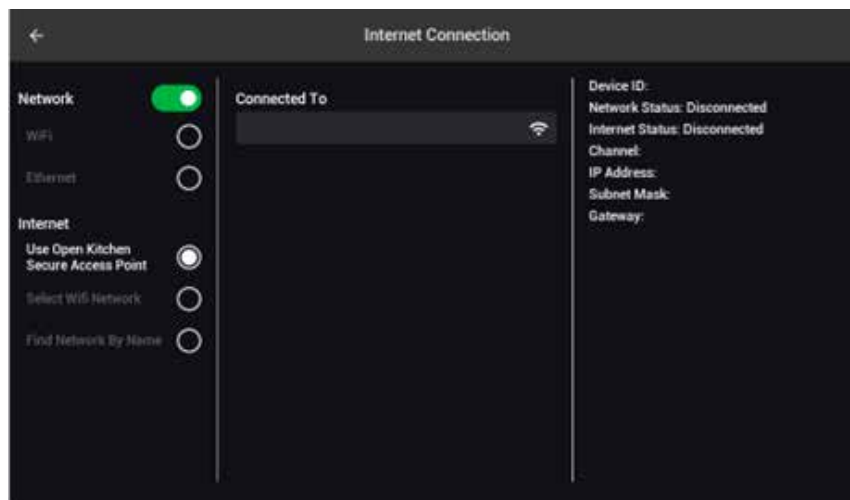 Internet Connection
Network
WiFi
Ethernet
Internet
Use Open Kitchen
Secure Access Point
Select Wifi Network
Find Network By Name
Connected To
Device ID:
Network Status: Disconnected
Internet Status: Disconnected
Channel:
IP Address:
Subnet Mask:
Gateway: